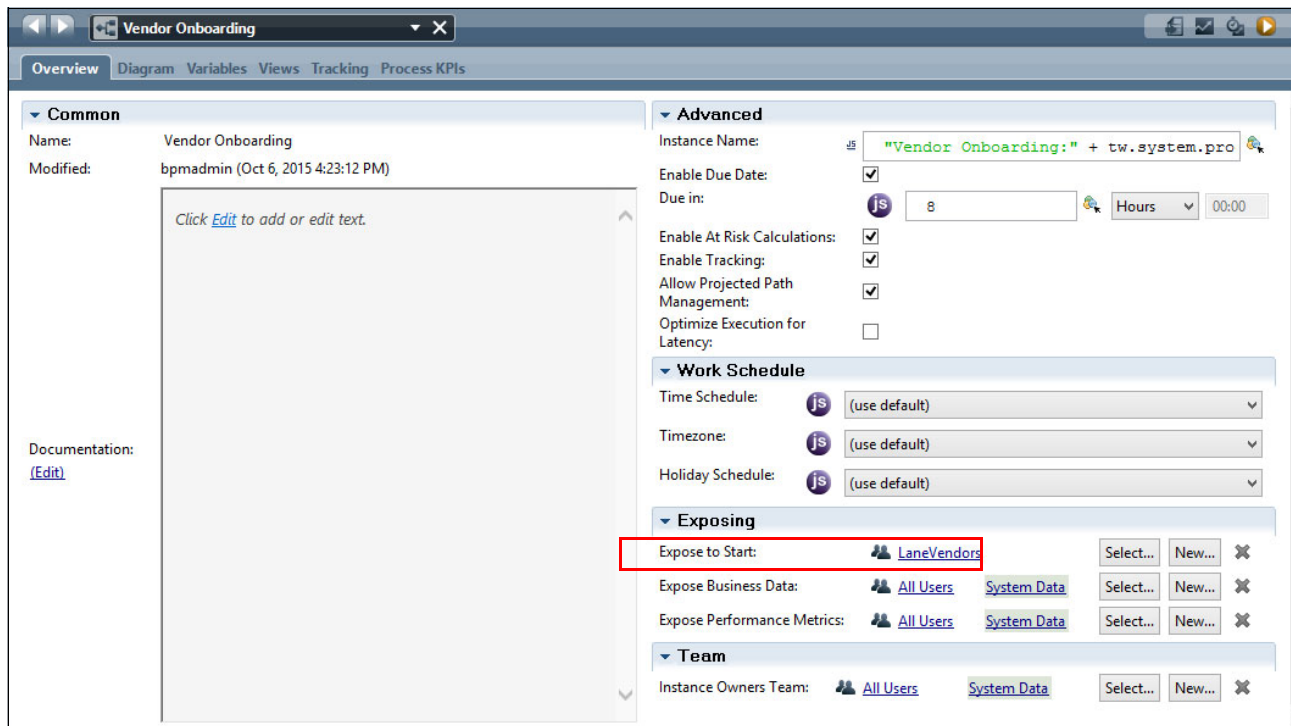 Vendor Onboarding
Overview Diagram Variables Views Tracking Process KPIs
Common
Name: Vendor Onboarding
Modified: bpmadmin (Oct 6, 2015 4:23:12 PM)
Documentation:
(Edit)
Click Edit to add or edit text.
Advanced
Instance Name: JS "Vendor Onboarding:" + tw.system.pro
Enable Due Date:
Due in: js 8 Hours 00:00
Enable At Risk Calculations:
Enable Tracking:
Allow Projected Path
Management:
Optimize Execution for
Latency:
Work Schedule
Time Schedule: js (use default)
Timezone: js (use default)
Holiday Schedule: js (use default)
Exposing
Expose to Start: LaneVendors Select... New...
Expose Business Data: All Users System Data Select... New...
Expose Performance Metrics: All Users System Data Select... New...
Team
Instance Owners Team: All Users System Data Select... New...